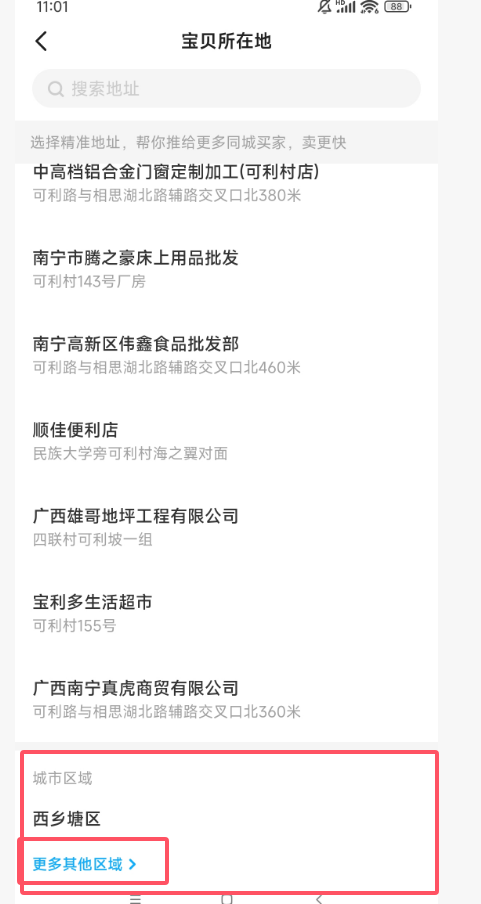 11:01
HD
6
88
宝贝所在地
搜索地址
选择精准地址，帮你推给更多同城买家，卖更快
中高档铝合金门窗定制加工(可利村店)
可利路与相思湖北路辅路交叉口北380米
南宁市腾之豪床上用品批发
可利村143号厂房
南宁高新区伟鑫食品批发部
可利路与相思湖北路辅路交叉口北460米
顺佳便利店
民族大学旁可利村海之翼对面
广西雄哥地坪工程有限公司
四联村可利坡一组
宝利多生活超市
可利村155号
广西南宁真虎商贸有限公司
可利路与相思湖北路辅路交叉口北360米
城市区域
西乡塘区
更多其他区域